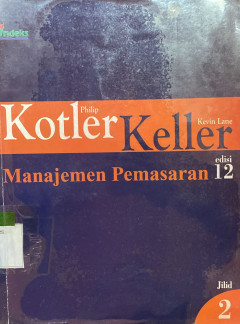 indeks
Philip
Kotler
Kevin Lane
Keller
Manajemen Pemasaran
edisi
12
Jilid
2